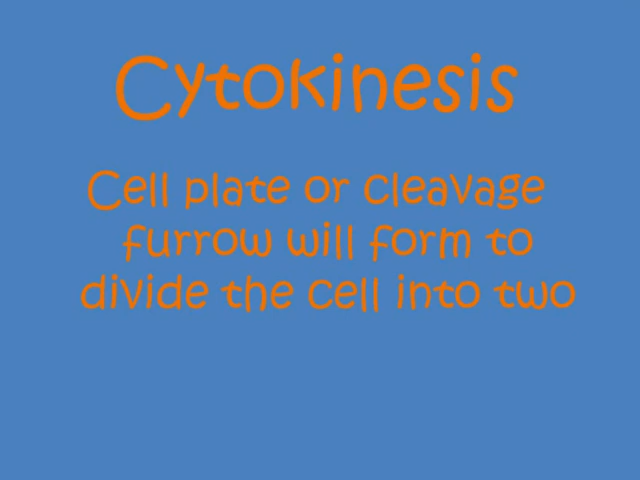 Cytokinesis
Cell plate or cleavage
furrow will form to
divide the cell into two